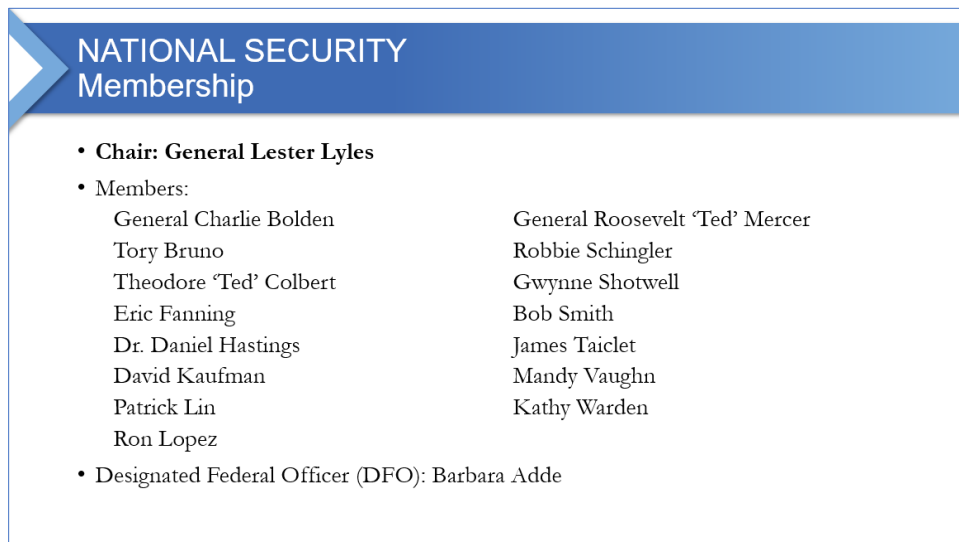 NATIONAL SECURITY
Membership
• Chair: General Lester Lyles
• Members:
General Charlie Bolden
Tory Bruno
Theodore ‘Ted’ Colbert
Eric Fanning
Dr. Daniel Hastings
David Kaufman
Patrick Lin
Ron Lopez
General Roosevelt ‘Ted’ Mercer
Robbie Schingler
Gwynne Shotwell
Bob Smith
James Taiclet
Mandy Vaughn
Kathy Warden
• Designated Federal Officer (DFO): Barbara Adde